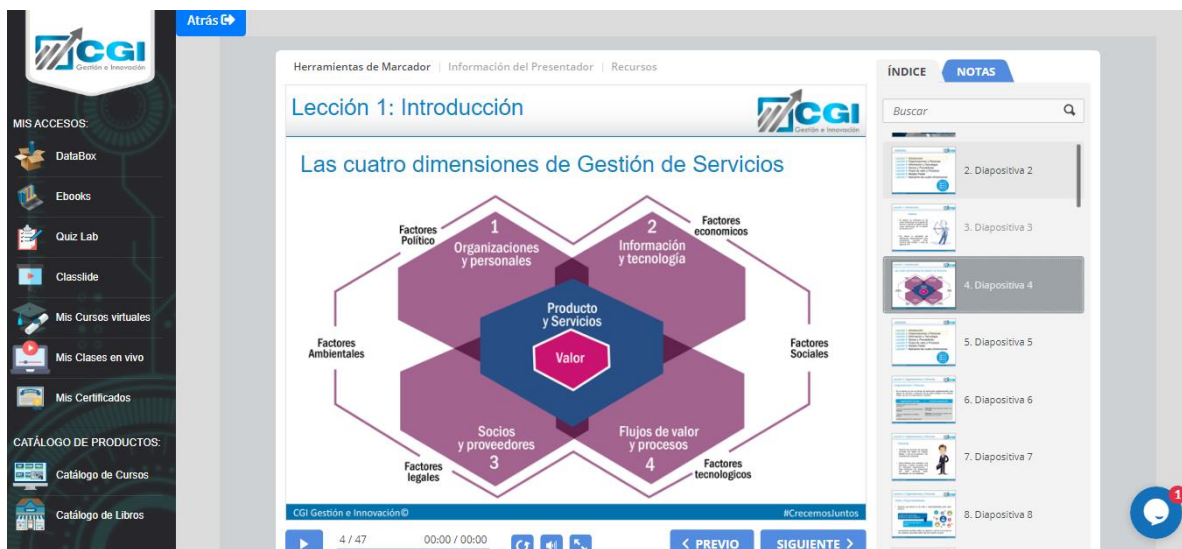 Atrás
CGI
Gestión e Innovación
MIS ACCESOS:
DataBox
Ebooks
Quiz Lab
Classlide
Mis Cursos virtuales
Mis Clases en vivo
Mis Certificados
CATÁLOGO DE PRODUCTOS:
Catálogo de Cursos
Catálogo de Libros
Herramientas de Marcador | Información del Presentador | Recursos
Lección 1: Introducción
CGI
Gestión e Innovación
Las cuatro dimensiones de Gestión de Servicios
Factores
Político
1
Organizaciones
y personales
2
Información
y tecnología
Factores
economicos
Producto
y Servicios
Valor
Factores
Ambientales
Factores
Sociales
Socios
y proveedores
3
Flujos de valor
y procesos
4
Factores
legales
Factores
tecnologicos
CGI Gestión e Innovación©
#CrecemosJuntos
4 / 47
00:00 / 00:00
< PREVIO
SIGUIENTE >
ÍNDICE
NOTAS
Buscar
2. Diapositiva 2
3. Diapositiva 3
4. Diapositiva 4
5. Diapositiva 5
6. Diapositiva 6
7. Diapositiva 7
8. Diapositiva 8
1